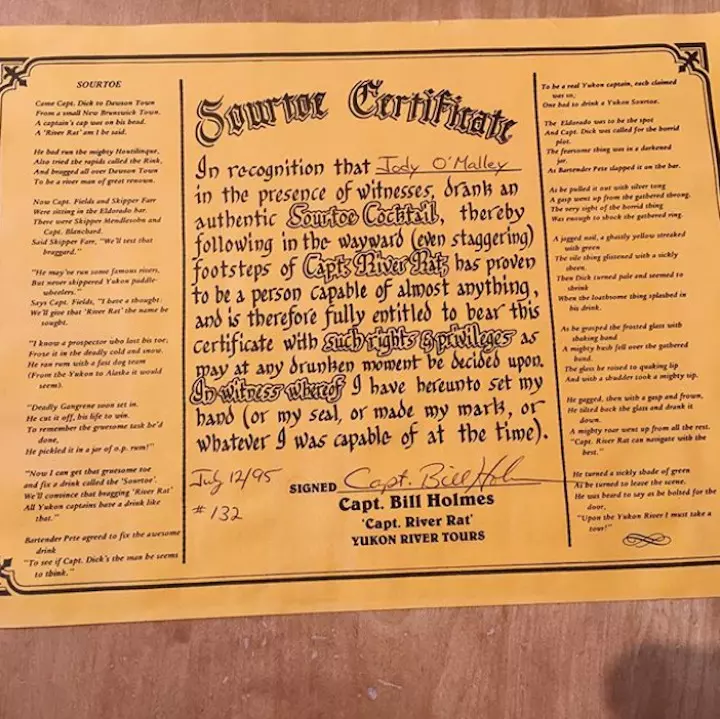 SOURTOE
Came Capt. Dick to Dawson Town
From a small New Brunswick Town,
A captain's cap was on his head.
A 'River Rat' am I he said.
He had run the mighty Houtilinque,
Also tried the rapids called the Rink,
And bragged all over Dawson Town
To be a river man of great renown.
Now Capt. Fields and Skipper Farr
Were sitting in the Eldorado bar.
There were Skipper Mendlesohn and
Capt. Blanchard.
Said Skipper Farr, "We'll test that
braggard."
"He may've run some famous rivers,
But never skippered Yukon paddle-
wheelers."
Says Capt. Fields, "I have a thought:
We'll give that 'River Rat' the name he
sought.
"I know a prospector who lost his toe;
Froze it in the deadly cold and snow.
He ran rum with a fast dog team
(From the Yukon to Alaska it would
seem).
"Deadly Gangrene soon set in.
He cut it off, his life to win.
To remember the gruesome task he'd
done,
He pickled it in a jar of o.p. rum!"
"Now I can get that gruesome toe
and fix a drink called the 'Sourtoe'.
We'll convince that bragging 'River Rat'
All Yukon captains have a drink like
that."
Bartender Pete agreed to fix the awesome
drink
"To see if Capt. Dick's the man he seems
to think."
Sourtoe Certificate
In recognition that Jody O'Malley
in the presence of witnesses, drank an
authentic Sourtoe Cocktail, thereby
following in the wayward (even staggering)
footsteps of Capt. River Rat, has proven
to be a person capable of almost anything,
and is therefore fully entitled to bear this
certificate with such rights & privileges as
may at any drunken moment be decided upon.
In witness whereof I have hereunto set my
hand (or my seal, or made my mark, or
whatever I was capable of at the time).
July 12/95
# 132
SIGNED Capt. Bill Holm
Capt. Bill Holmes
'Capt. River Rat'
YUKON RIVER TOURS
To be a real Yukon captain, each claimed
was so,
One had to drink a Yukon Sourtoe.
The Eldorado was to be the spot
And Capt. Dick was called for the horrid
plot.
The fearsome thing was in a darkened
jar.
As Bartender Pete slapped it on the bar.
As he pulled it out with silver tong
A gasp went up from the gathered throng.
The very sight of the horrid thing
Was enough to shock the gathered ring.
A jagged nail, a ghastly yellow streaked
with green
The vile thing glistened with a sickly
sheen.
Then Dick turned pale and seemed to
shrink
When the loathsome thing splashed in
his drink.
As he grasped the frosted glass with
shaking hand
A mighty hush fell over the gathered
band.
The glass he raised to quaking lip
And with a shudder took a mighty sip.
He gagged, then with a gasp and frown,
He tilted back the glass and drank it
down.
A mighty roar went up from all the rest.
"Capt. River Rat can navigate with the
best."
He turned a sickly shade of green
As he turned to leave the scene.
He was heard to say as he bolted for the
door,
"Upon the Yukon River I must take a
tour!"